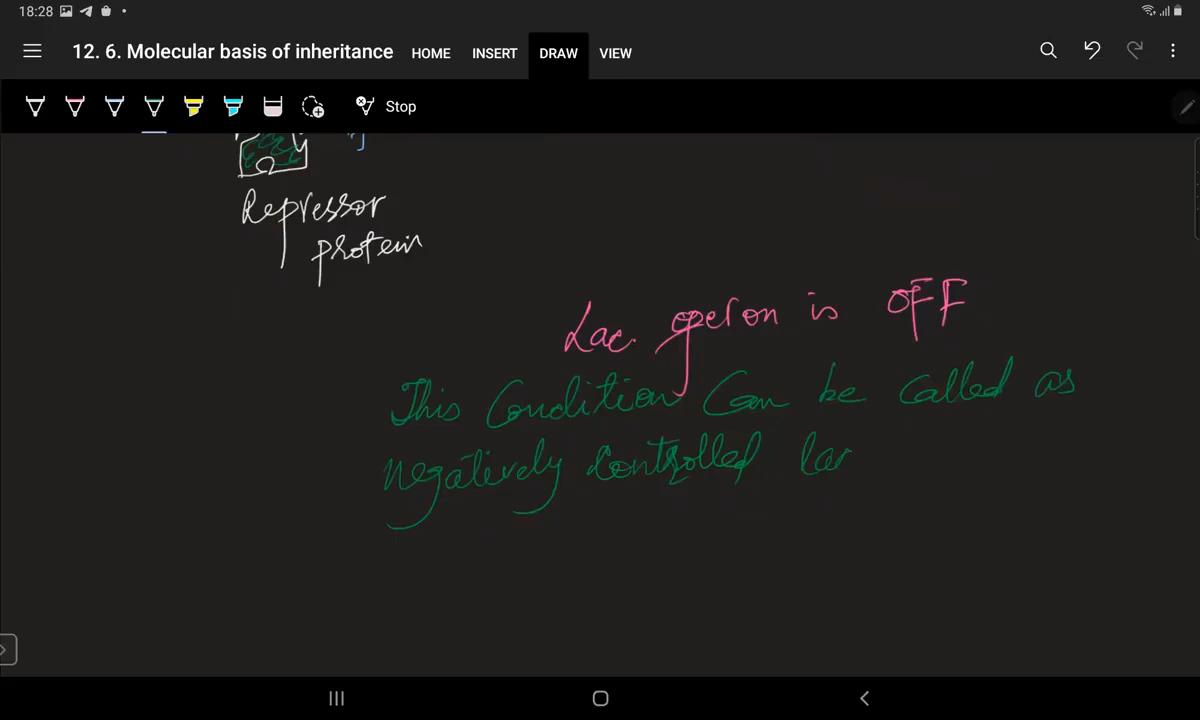 18:28
12. 6. Molecular basis of inheritance HOME INSERT DRAW VIEW
Stop
Repressor
protein
Lac operon is OFF
This Condition Can be Called as
negatively Controlled lac